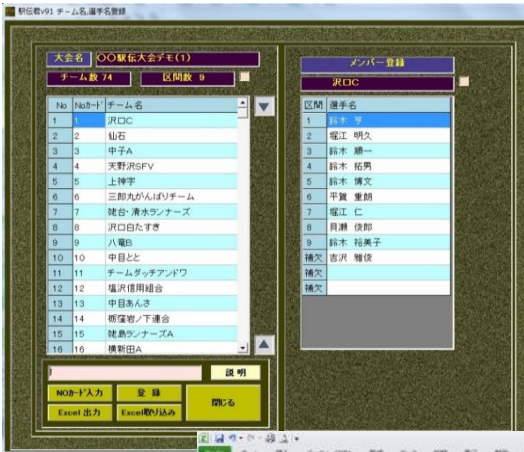 駅伝君v91 チーム名,選手名登録
大会名 〇〇駅伝大会デモ(1)
チーム数 74 区間数 9
No Noカード チーム名
1 1 沢口C
2 2 仙石
3 3 中子A
4 4 天野沢SFV
5 5 上神字
6 6 三郎丸がんばりチーム
7 7 姥台・清水ランナーズ
8 8 沢口白たすき
9 9 八竜B
10 10 中目とと
11 11 チームダッチアンドワ
12 12 塩沢信用組合
13 13 中目あんさ
14 14 栃窪岩ノ下連合
15 15 姥島ランナーズA
16 16 横新田A
説 明
NOカード入力 登 録 閉じる
Excel 出力 Excel取り込み
メンバー登録
沢口C
区間 選手名
1 鈴木 亨
2 堀江 明久
3 鈴木 順一
4 鈴木 拓男
5 鈴木 博文
6 平賀 重朗
7 堀江 仁
8 貝瀬 俊郎
9 鈴木 裕美子
補欠 吉沢 雅俊
補欠